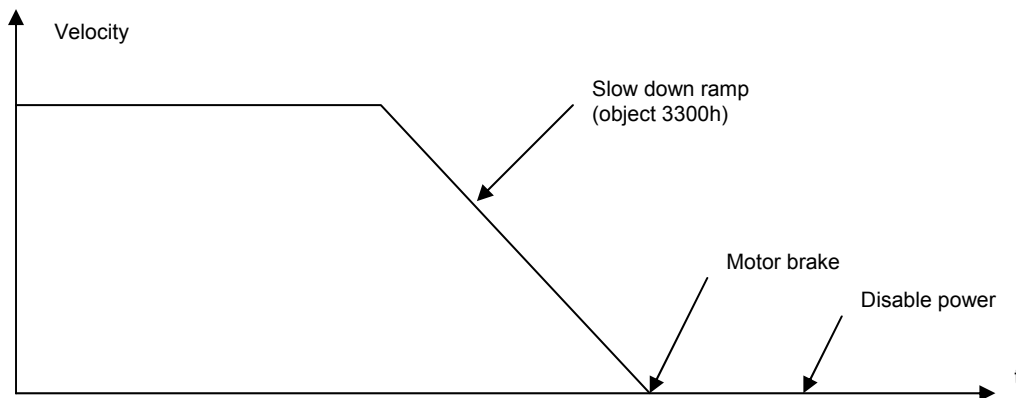 Velocity
Slow down ramp
(object 3300h)
Motor brake
Disable power
t